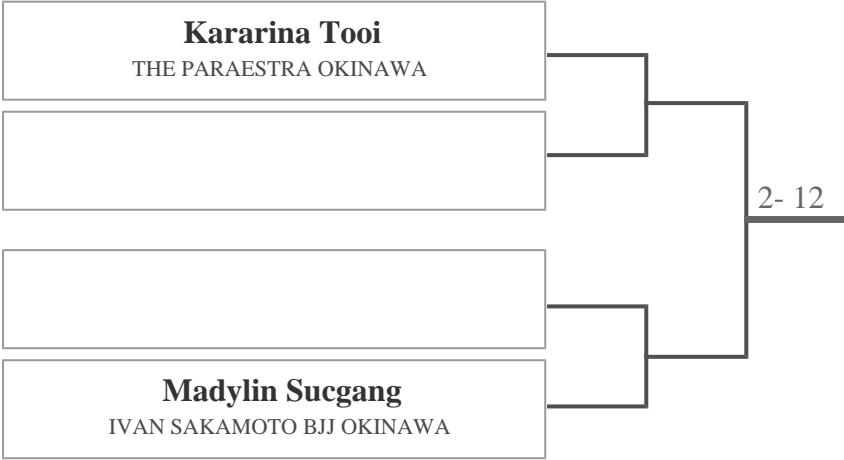 Kararina Tooi
THE PARAESTRA OKINAWA
2- 12
Madylin Sucgang
IVAN SAKAMOTO BJJ OKINAWA